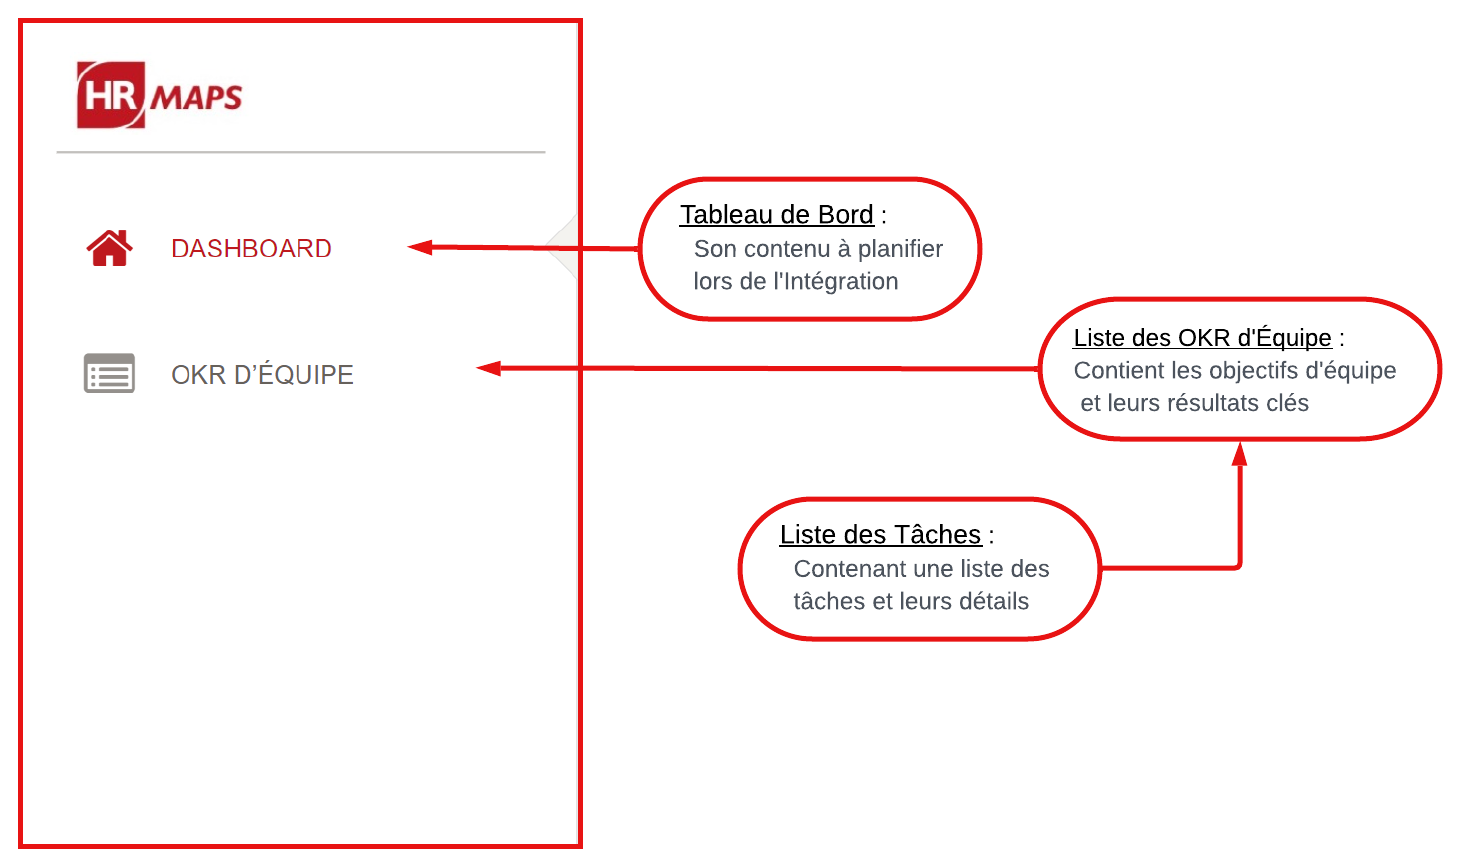 HR MAPS
DASHBOARD
OKR D’ÉQUIPE
Tableau de Bord :
Son contenu à planifier
lors de l'Intégration
Liste des OKR d'Équipe :
Contient les objectifs d'équipe
et leurs résultats clés
Liste des Tâches :
Contenant une liste des
tâches et leurs détails